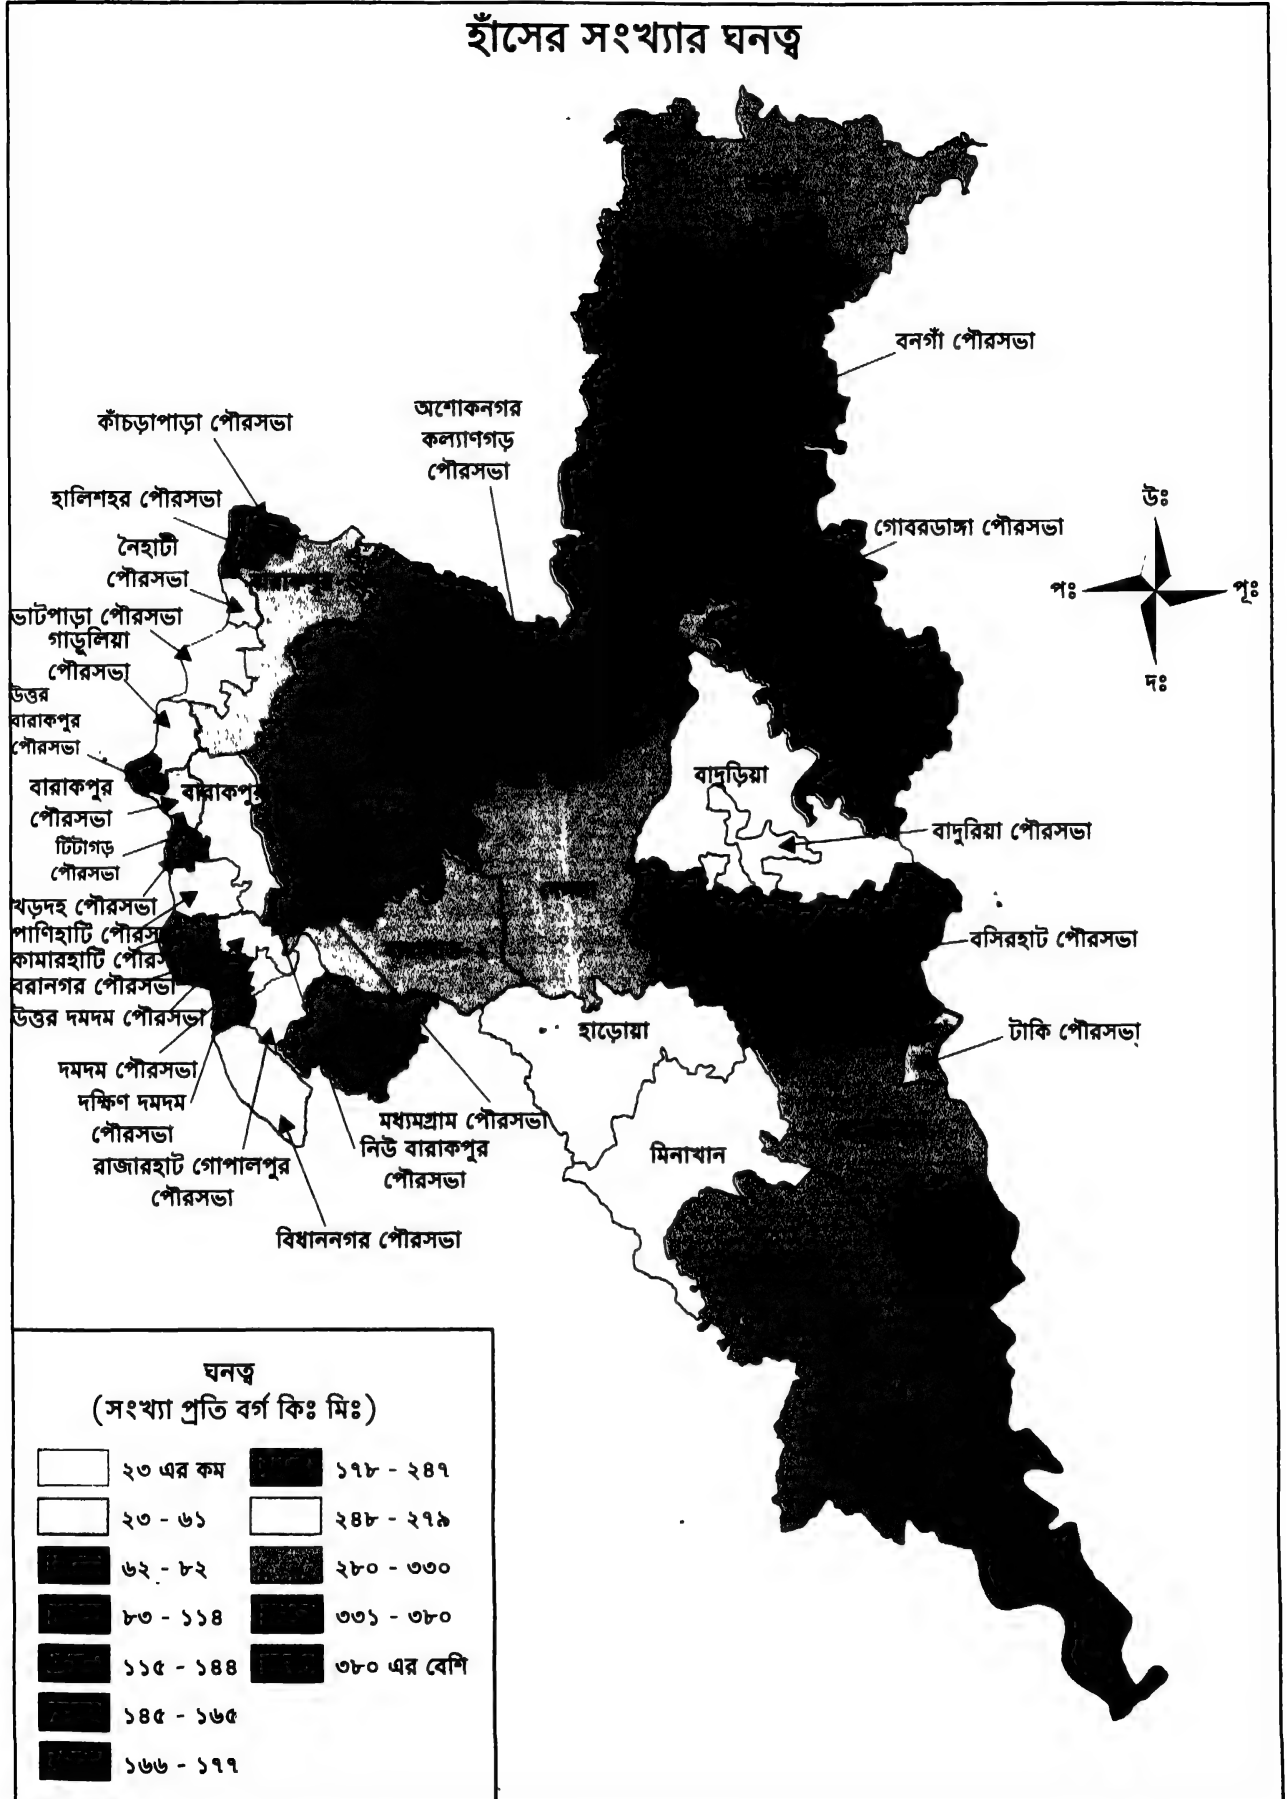 হাঁসের সংখ্যার ঘনত্ব
বনগাঁ পৌরসভা
কাঁচড়াপাড়া পৌরসভা
অশোকনগর
কল্যাণগড়
পৌরসভা
হালিশহর পৌরসভা
নৈহাটী
পৌরসভা
গোবরডাঙ্গা পৌরসভা
উঃ
পঃ
পূঃ
দঃ
ভাটপাড়া পৌরসভা
গাড়ুলিয়া
পৌরসভা
উত্তর
বারাকপুর
পৌরসভা
বারাকপুর
বারাকপুর
পৌরসভা
বারাকপুর
টিটাগড়
পৌরসভা
খড়দহ পৌরসভা
পাণিহাটি পৌরস
কামারহাটি পৌরস
বরানগর পৌরসভা
উত্তর দমদম পৌরসভা
দমদম পৌরসভা
দক্ষিণ দমদম
পৌরসভা
রাজারহাট গোপালপুর
পৌরসভা
বিধাননগর পৌরসভা
মধ্যমগ্রাম পৌরসভা
নিউ বারাকপুর
পৌরসভা
বাদুড়িয়া
বাদুরিয়া পৌরসভা
বসিরহাট পৌরসভা
টাকি পৌরসভা
হাড়োয়া
মিনাখান
ঘনত্ব
(সংখ্যা প্রতি বর্গ কিঃ মিঃ)
২৩ এর কম
২৩ - ৬১
৬২ - ৮২
৮৩ - ১১৪
১১৫ - ১৪৪
১৪৫ - ১৬৫
১৬৬ - ১৭৭
১৭৮ - ২৪৭
২৪৮ - ২৭৯
২৮০ - ৩৩০
৩৩১ - ৩৮০
৩৮০ এর বেশি